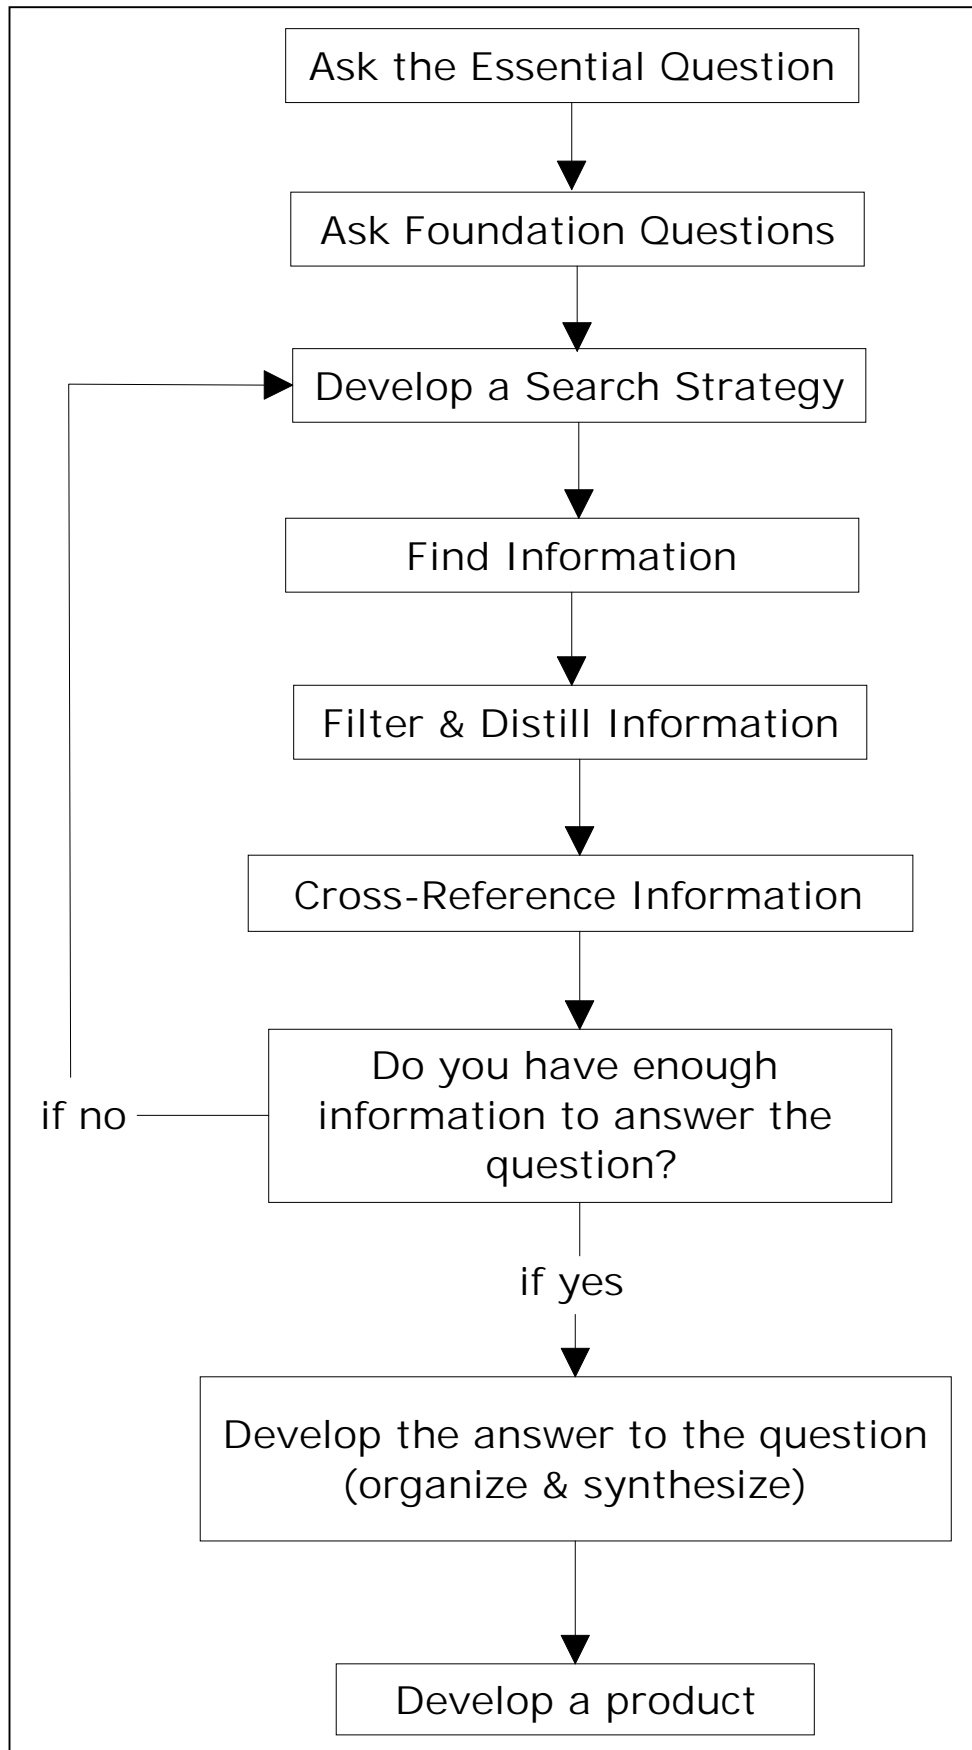 Ask the Essential Question
Ask Foundation Questions
Develop a Search Strategy
Find Information
Filter & Distill Information
Cross-Reference Information
Do you have enough
information to answer the
question?
if no
if yes
Develop the answer to the question
(organize & synthesize)
Develop a product